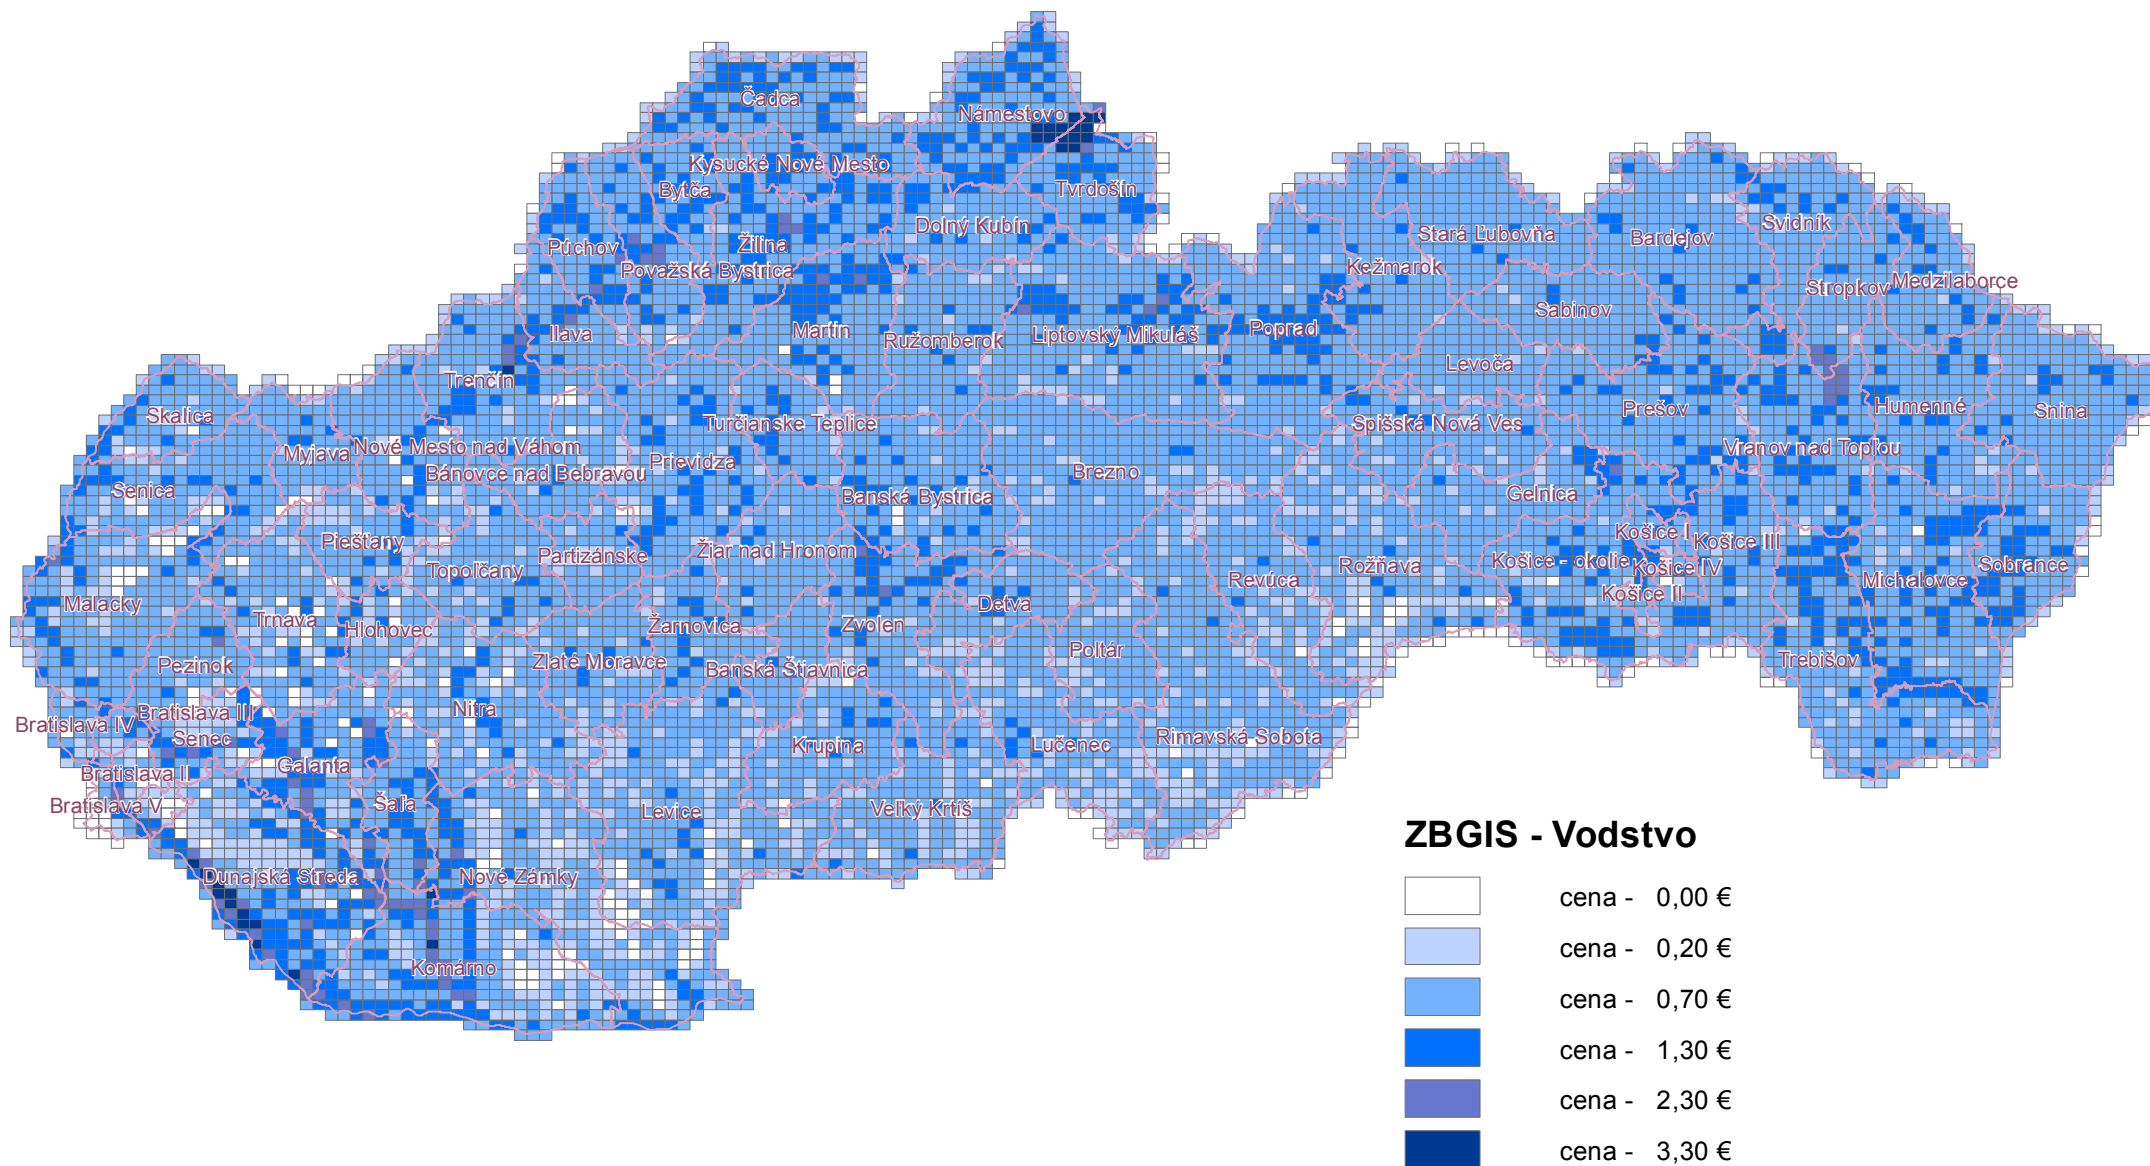 Čadca
Námestovo
Kysucké Nové Mesto
Bytča
Tvrdošín
Dolný Kubín
Púchov
Žilina
Považská Bystrica
Stará Ľubovňa
Bardejov
Svidník
Kežmarok
Stropkov
Medzilaborce
Sabinov
Ilava
Martin
Ružomberok
Liptovský Mikuláš
Poprad
Trenčín
Levoča
Skalica
Turčianske Teplice
Spišská Nová Ves
Prešov
Humenné
Snina
Myjava
Nové Mesto nad Váhom
Bánovce nad Bebravou
Prievidza
Brezno
Vranov nad Topľou
Senica
Banská Bystrica
Gelnica
Piešťany
Partizánske
Žiar nad Hronom
Košice I
Košice III
Topoľčany
Revúca
Rožňava
Košice - okolie
Košice IV
Michalovce
Sobrance
Malacky
Trnava
Hlohovec
Žarnovica
Zvolen
Detva
Košice II
Pezinok
Zlaté Moravce
Banská Štiavnica
Poltár
Trebišov
Bratislava IV
Bratislava III
Senec
Nitra
Krupina
Lučenec
Rimavská Sobota
Bratislava II
Galanta
Bratislava V
Šaľa
Levice
Veľký Krtíš
Dunajská Streda
Nové Zámky
Komárno
ZBGIS - Vodstvo
cena - 0,00 €
cena - 0,20 €
cena - 0,70 €
cena - 1,30 €
cena - 2,30 €
cena - 3,30 €